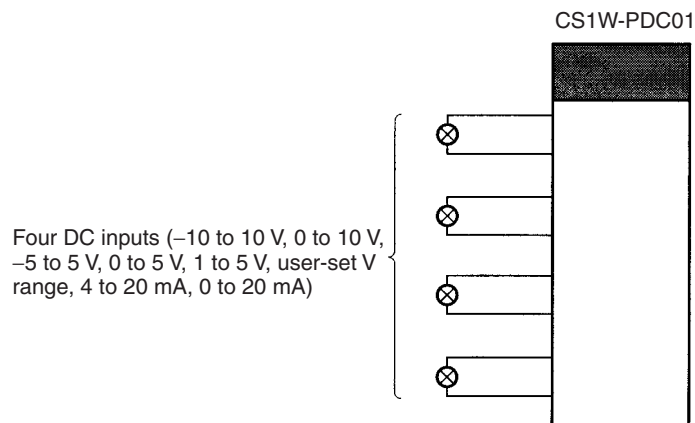 CS1W-PDC01
Four DC inputs (–10 to 10 V, 0 to 10 V,
–5 to 5 V, 0 to 5 V, 1 to 5 V, user-set V
range, 4 to 20 mA, 0 to 20 mA)